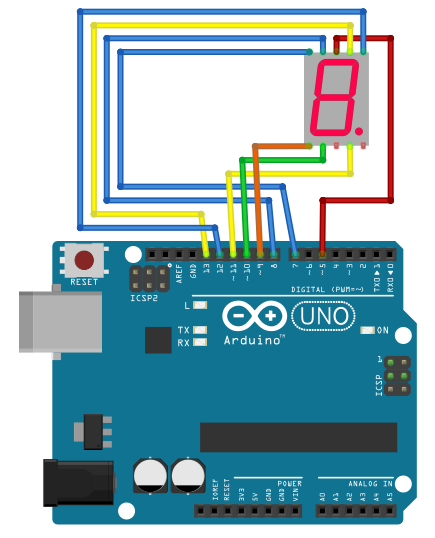 AREF
GND
13
12
~11
~10
~9
8
7
~6
~5
4
~3
2
TXD ▶ 1
RXD ◀ 0
RESET
ICSP2
DIGITAL (PWM=~)
L
TX
RX
UNO
ON
Arduino™
1
ICSP
IOREF
RESET
3V3
5V
GND
GND
VIN
POWER
ANALOG IN
A0
A1
A2
A3
A4
A5